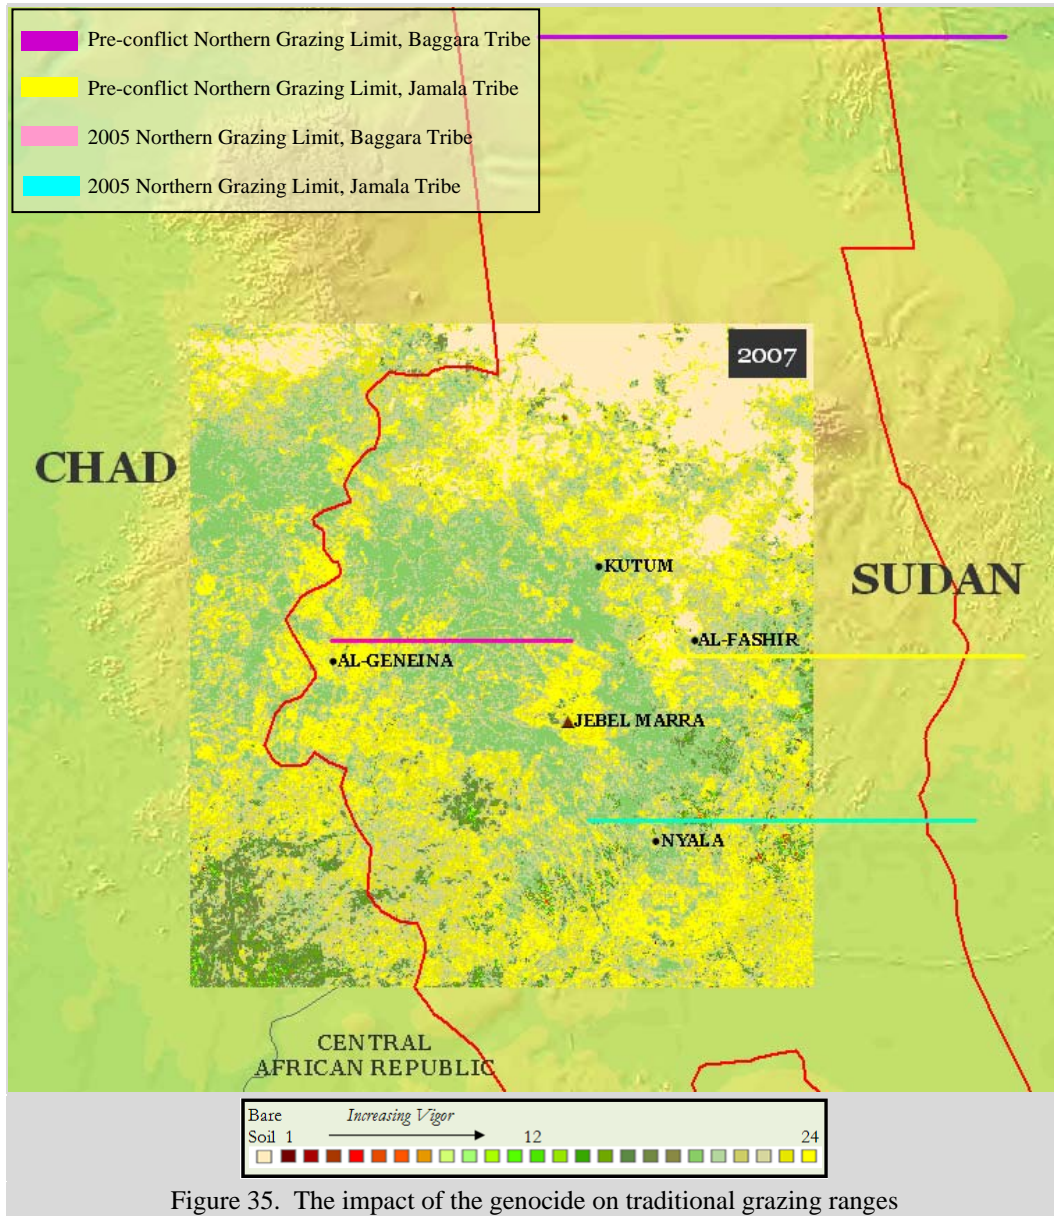 Pre-conflict Northern Grazing Limit, Baggara Tribe
Pre-conflict Northern Grazing Limit, Jamala Tribe
2005 Northern Grazing Limit, Baggara Tribe
2005 Northern Grazing Limit, Jamala Tribe
2007
CHAD
KUTUM
SUDAN
AL-FASHIR
AL-GENEINA
JEBEL MARRA
NYALA
CENTRAL
AFRICAN REPUBLIC
Bare Increasing Vigor
Soil 1 12 24
Figure 35. The impact of the genocide on traditional grazing ranges